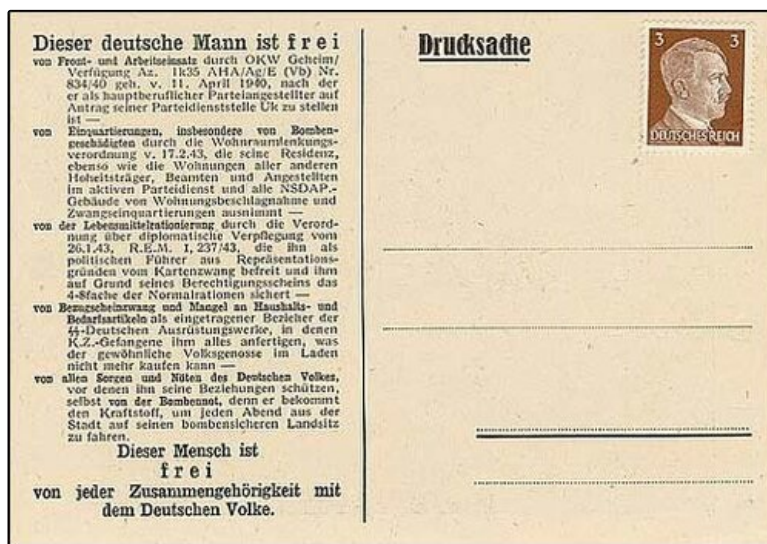 Dieser deutsche Mann ist frei
von Front- und Arbeitseinsatz durch OKW Geheim/
Verfügung Az. 1k35 AHA/Ag/E (Vb) Nr.
834/40 geh. v. 11. April 1940, nach der
er als hauptberuflicher Parteiangestellter auf
Antrag seiner Parteidienststelle Uk zu stellen
ist —
von Einquartierungen, insbesondere von Bomben-
geschädigten durch die Wohnraumlenkungs-
verordnung v. 17.2.43, die seine Residenz,
ebenso wie die Wohnungen aller anderen
Hoheitsträger, Beamten und Angestellten
im aktiven Parteidienst und alle NSDAP.-
Gebäude von Wohnungsbeschlagnahme und
Zwangseinquartierungen ausnimmt —
von der Lebensmittelrationierung durch die Verord-
nung über diplomatische Verpflegung vom
26.1.43, R.E.M. I, 237/43, die ihn als
politischen Führer aus Repräsentations-
gründen vom Kartenzwang befreit und ihm
auf Grund seines Berechtigungsscheins das
4-8fache der Normalrationen sichert —
von Bezugscheinzwang und Mangel an Haushalts- und
Bedarfsartikeln als eingetragener Bezieher der
ᛋᛋ-Deutschen Ausrüstungswerke, in denen
K.Z.-Gefangene ihm alles anfertigen, was
der gewöhnliche Volksgenosse im Laden
nicht mehr kaufen kann —
von allen Sorgen und Nöten des Deutschen Volkes,
vor denen ihn seine Beziehungen schützen,
selbst von der Bombennot, denn er bekommt
den Kraftstoff, um jeden Abend aus der
Stadt auf seinen bombensicheren Landsitz
zu fahren.
Dieser Mensch ist
frei
von jeder Zusammengehörigkeit mit
dem Deutschen Volke.
Drucksache
3 3
DEUTSCHES REICH